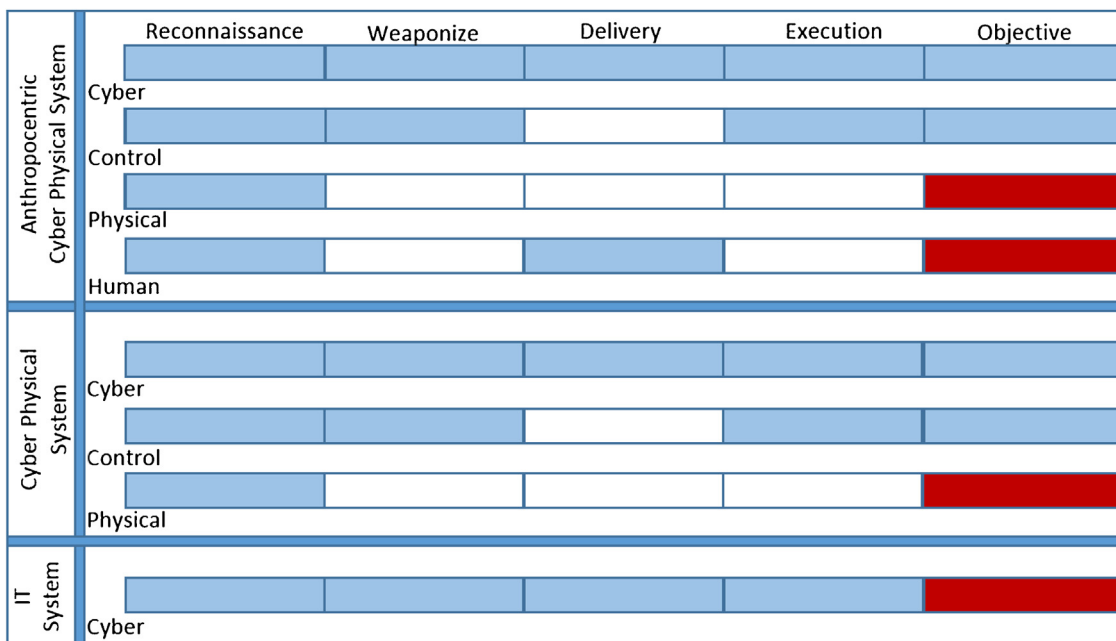 Reconnaissance Weaponize Delivery Execution Objective
Anthropocentric
Cyber Physical System
Cyber
Control
Physical
Human
Cyber Physical
System
Cyber
Control
Physical
IT
System
Cyber